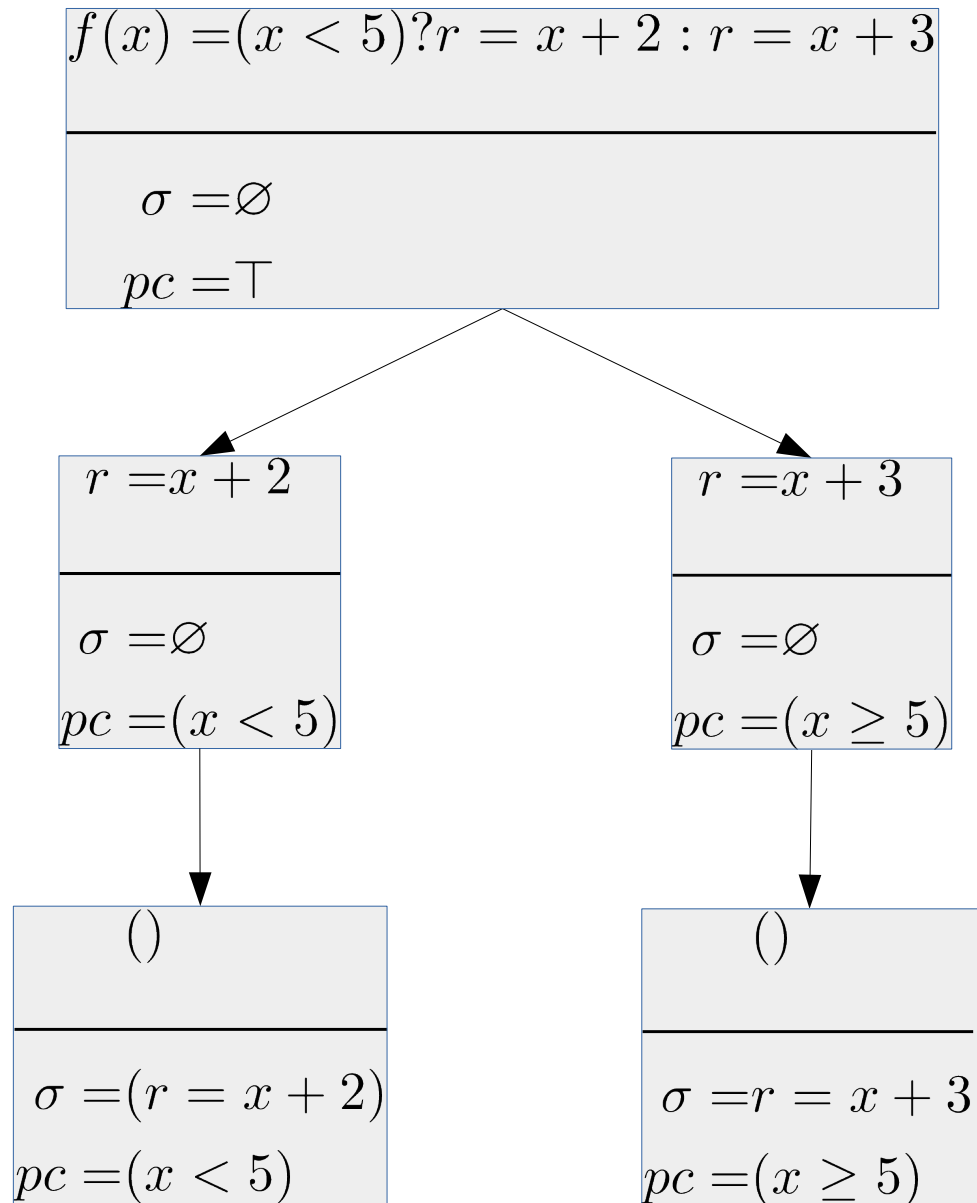 f(x) =(x < 5)?r = x + 2 : r = x + 3
σ =∅
pc =⊤
r =x + 2
σ =∅
pc =(x < 5)
r =x + 3
σ =∅
pc =(x ≥ 5)
()
σ =(r = x + 2)
pc =(x < 5)
()
σ =r = x + 3
pc =(x ≥ 5)